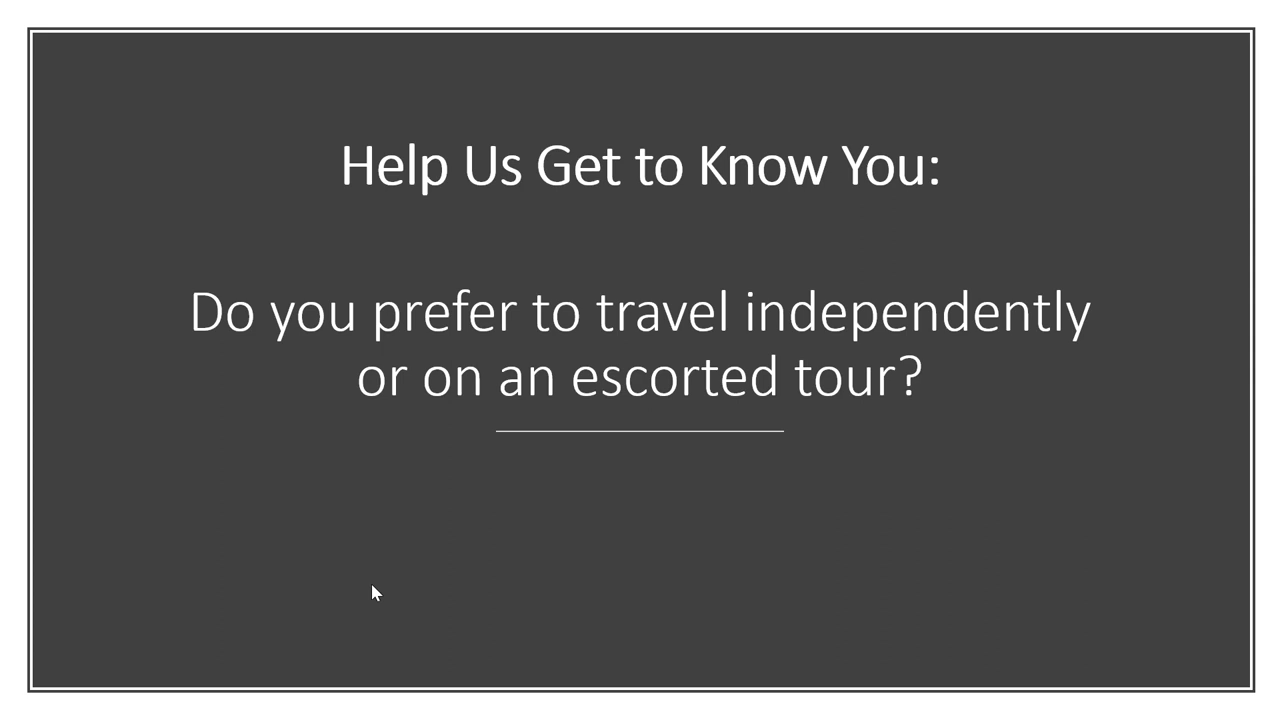 Help Us Get to Know You:
Do you prefer to travel independently
or on an escorted tour?